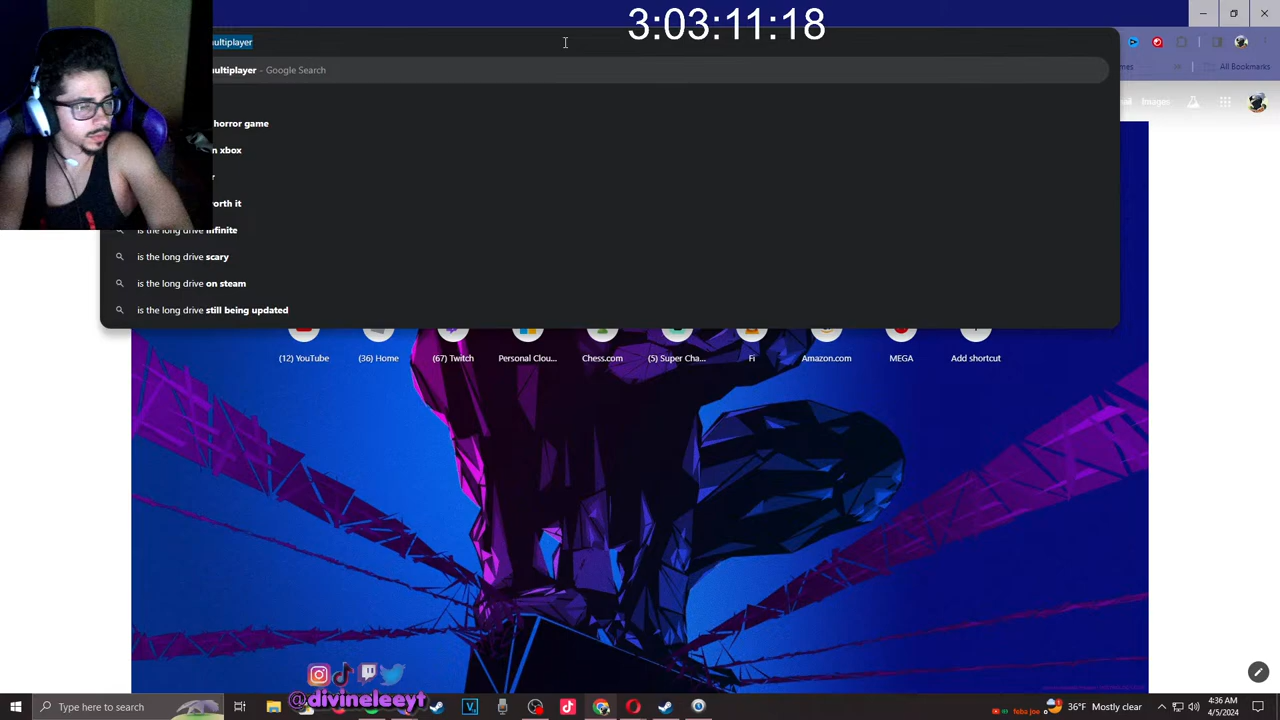 3:03:11:18
multiplayer
multiplayer - Google Search
horror game
n xbox
r
orth it
is the long drive infinite
is the long drive scary
is the long drive on steam
is the long drive still being updated
All Bookmarks
Images
(12) YouTube
(36) Home
(67) Twitch
Personal Clou...
Chess.com
(5) Super Cha...
Fi
Amazon.com
MEGA
Add shortcut
@divineleeyt
Type here to search
36°F Mostly clear
4:36 AM
4/5/2024